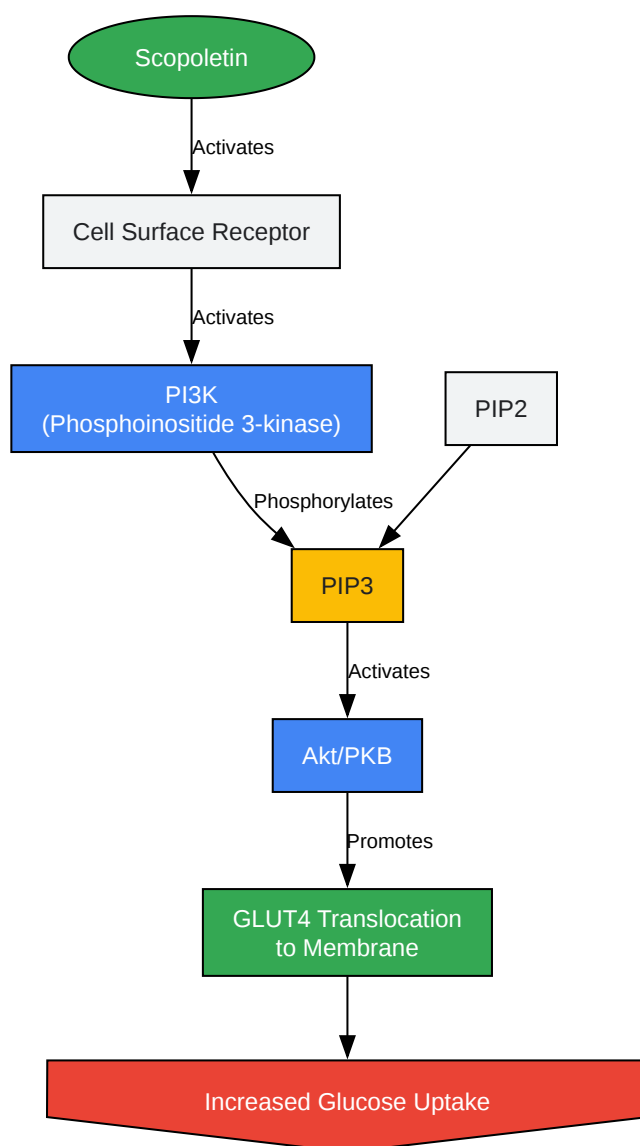 Scopoletin
Activates
Cell Surface Receptor
Activates
PI3K
(Phosphoinositide 3-kinase)
PIP2
Phosphorylates
PIP3
Activates
Akt/PKB
Promotes
GLUT4 Translocation
to Membrane
Increased Glucose Uptake